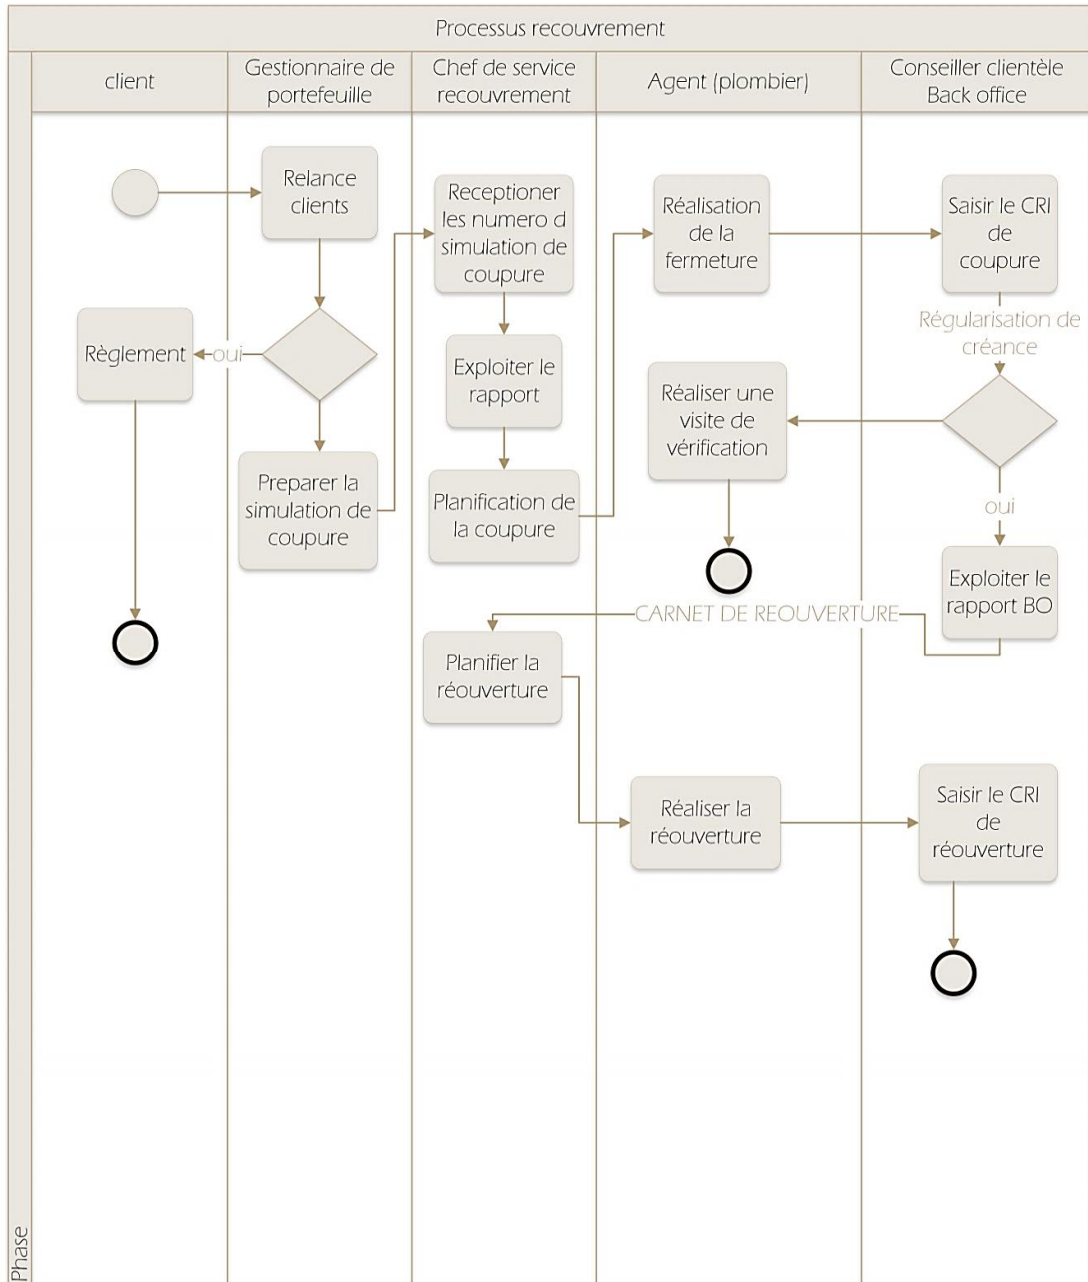 Processus recouvrement
client
Gestionnaire de
portefeuille
Chef de service
recouvrement
Agent (plombier)
Conseiller clientèle
Back office
Relance
clients
Receptioner
les numero d
simulation de
coupure
Réalisation
de la
fermeture
Saisir le CRI
de
coupure
Régularisation de
créance
Règlement
oui
Exploiter le
rapport
Réaliser une
visite de
vérification
Preparer la
simulation de
coupure
Planification de
la coupure
oui
Exploiter le
rapport BO
CARNET DE REOUVERTURE
Planifier la
réouverture
Réaliser la
réouverture
Saisir le CRI
de
réouverture
Phase